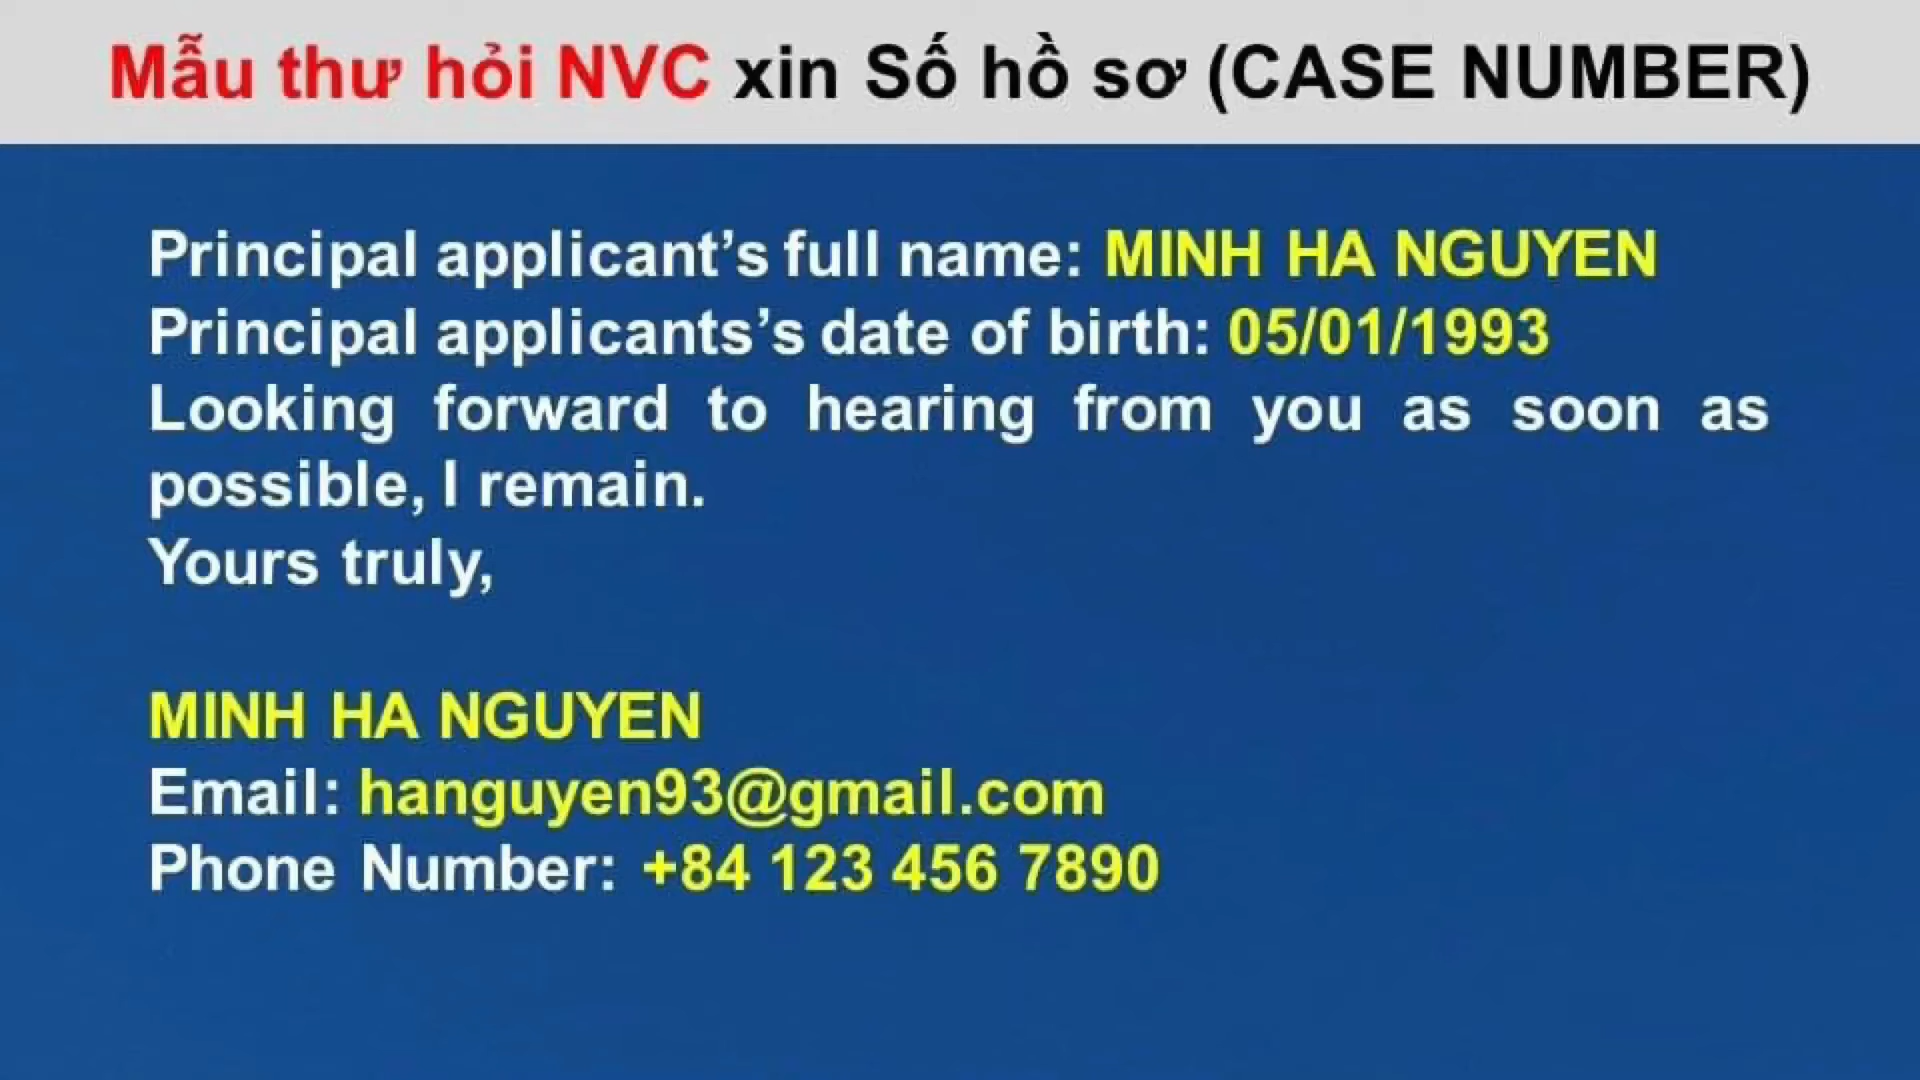 Mẫu thư hỏi NVC xin Số hồ sơ (CASE NUMBER)
Principal applicant’s full name: MINH HA NGUYEN
Principal applicants’s date of birth: 05/01/1993
Looking forward to hearing from you as soon as
possible, I remain.
Yours truly,
MINH HA NGUYEN
Email: hanguyen93@gmail.com
Phone Number: +84 123 456 7890